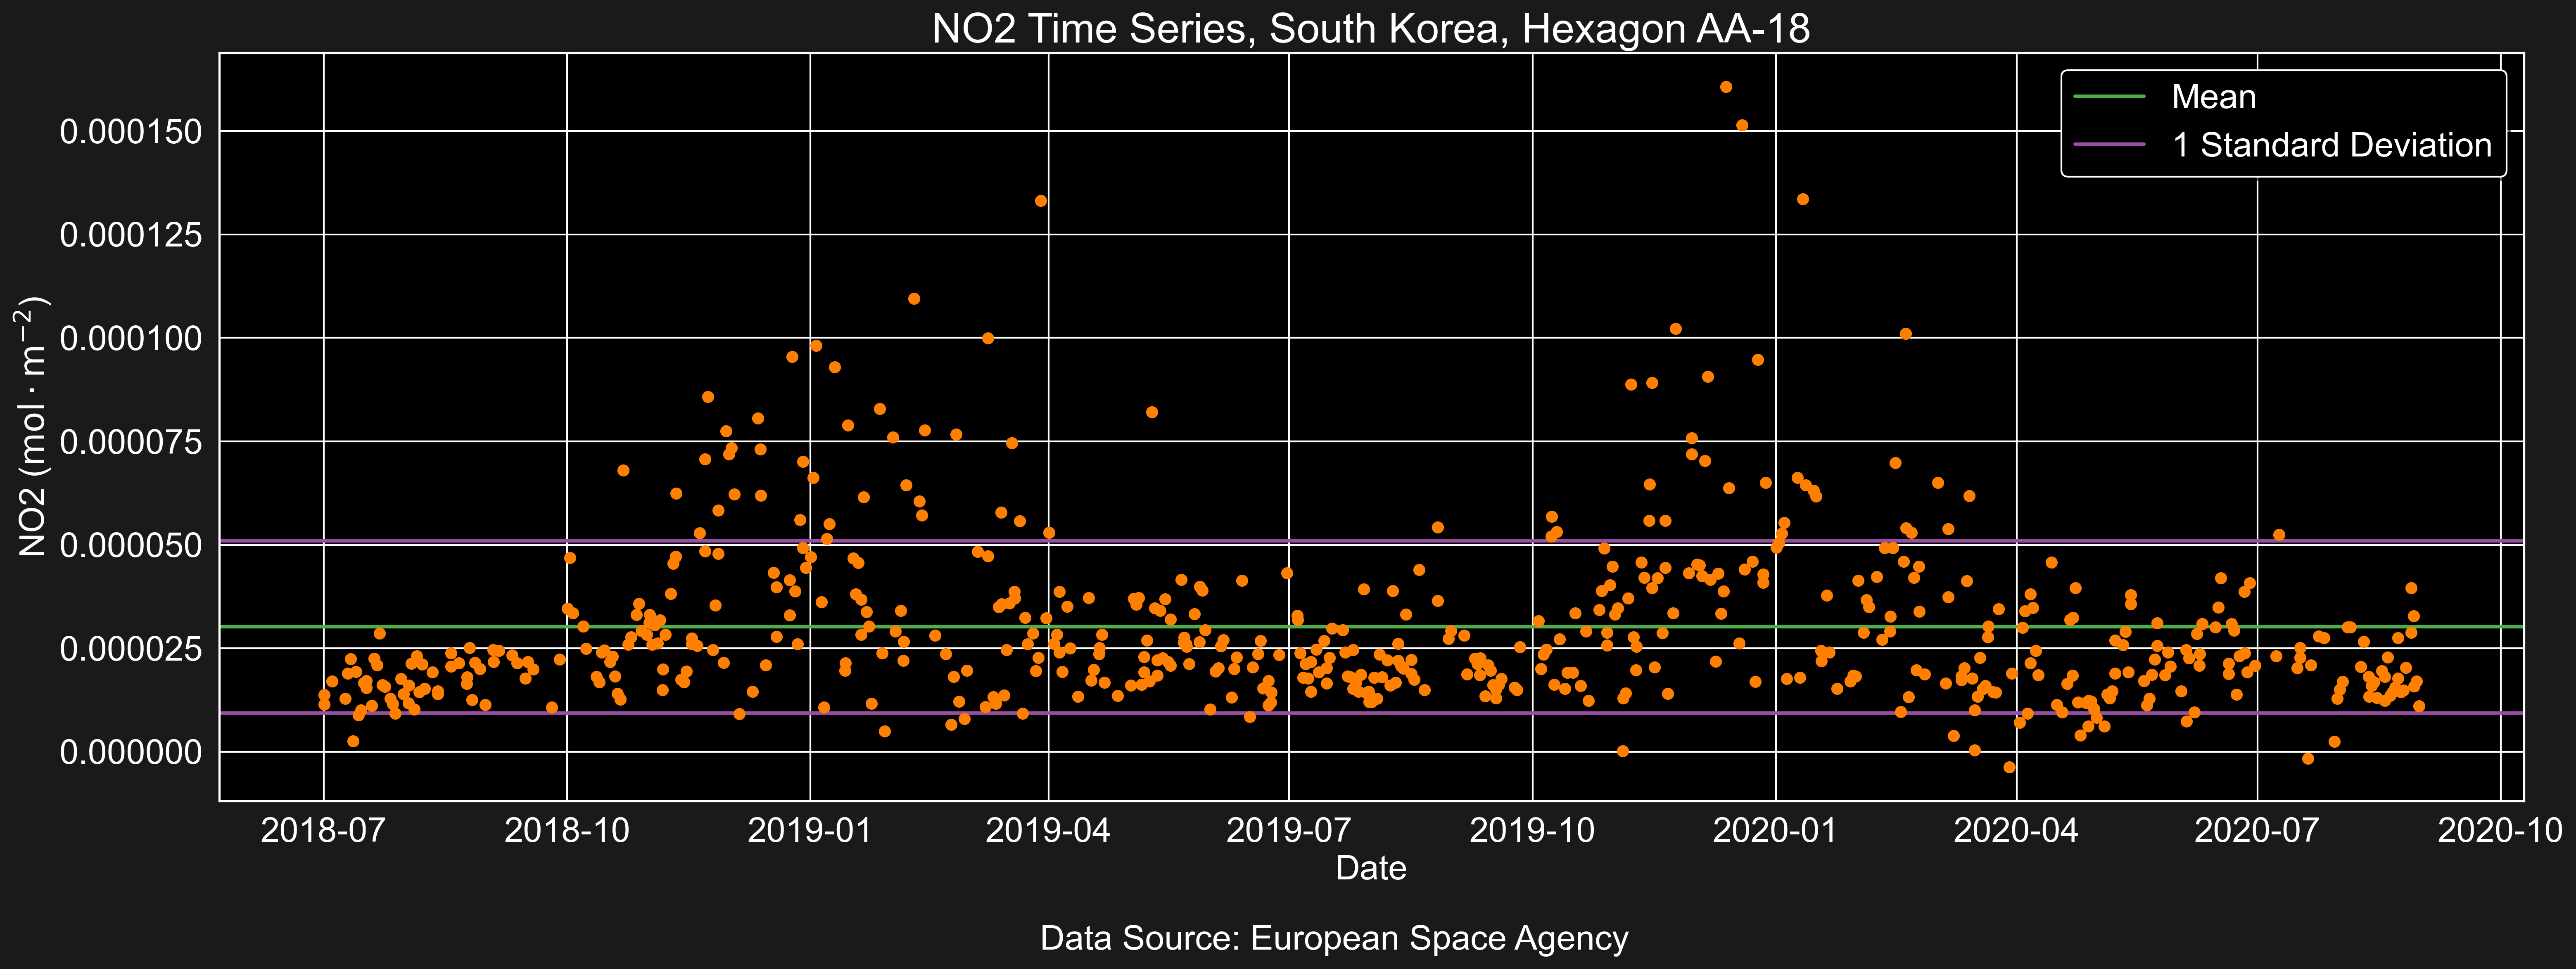 NO2 Time Series, South Korea, Hexagon AA-18
Mean
1 Standard Deviation
NO2 (mol · m⁻²)
0.000150
0.000125
0.000100
0.000075
0.000050
0.000025
0.000000
2018-07 2018-10 2019-01 2019-04 2019-07 2019-10 2020-01 2020-04 2020-07 2020-10
Date
Data Source: European Space Agency